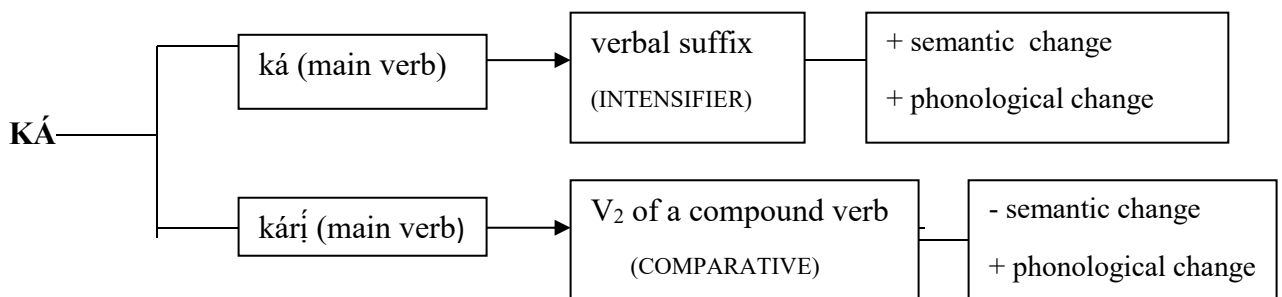 KÁ
ká (main verb)
verbal suffix
(INTENSIFIER)
+ semantic change
+ phonological change
kárị́ (main verb)
V₂ of a compound verb
(COMPARATIVE)
- semantic change
+ phonological change